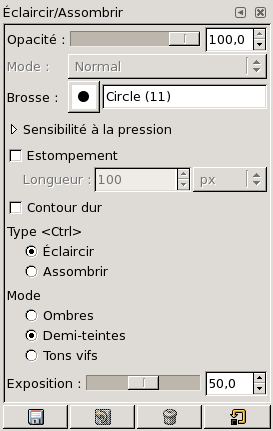 Éclaircir/Assombrir
Opacité : 100,0
Mode : Normal
Brosse : Circle (11)
Sensibilité à la pression
Estompement
Longueur : 100 px
Contour dur
Type <Ctrl>
Éclaircir
Assombrir
Mode
Ombres
Demi-teintes
Tons vifs
Exposition : 50,0